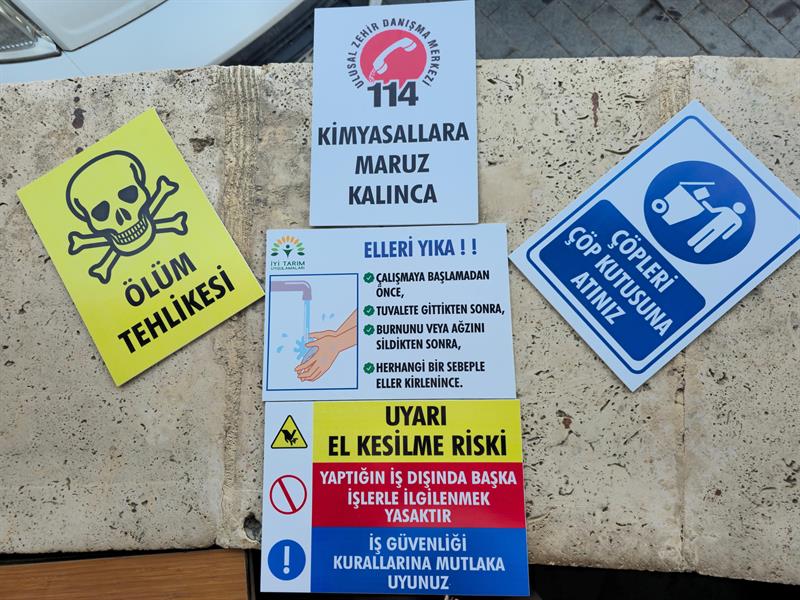 ULUSAL ZEHİR DANIŞMA MERKEZİ
114
KİMYASALLARA
MARUZ
KALINCA
ÖLÜM
TEHLİKESİ
ÇÖPLERİ
ÇÖP KUTUSUNA
ATINIZ
İYİ TARIM
UYGULAMALARI
ELLERİ YIKA ! !
ÇALIŞMAYA BAŞLAMADAN
ÖNCE,
TUVALETE GİTTİKTEN SONRA,
BURNUNU VEYA AĞZINI
SİLDİKTEN SONRA,
HERHANGİ BİR SEBEPLE
ELLER KİRLENİNCE.
UYARI
EL KESİLME RİSKİ
YAPTIĞIN İŞ DIŞINDA BAŞKA
İŞLERLE İLGİLENMEK
YASAKTIR
İŞ GÜVENLİĞİ
KURALLARINA MUTLAKA
UYUNUZ